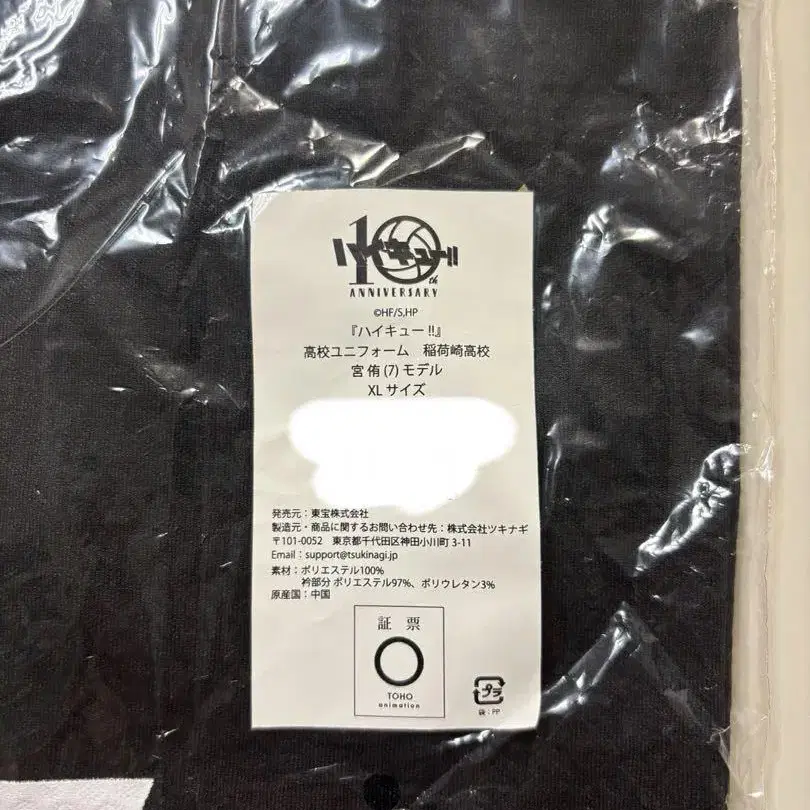 10th
ハイキュー!!
ANNIVERSARY
©HF/S,HP
『ハイキュー!!』
高校ユニフォーム　稲荷崎高校
宮 侑 (7) モデル
XL サイズ
発売元：東宝株式会社
製造元・商品に関するお問い合わせ先：株式会社ツキナギ
〒101-0052　東京都千代田区神田小川町 3-11
Email：support@tsukinagi.jp
素材：ポリエステル100%
衿部分 ポリエステル97%、ポリウレタン3%
原産国：中国
証 票
TOHO
animation
プラ
袋：PP